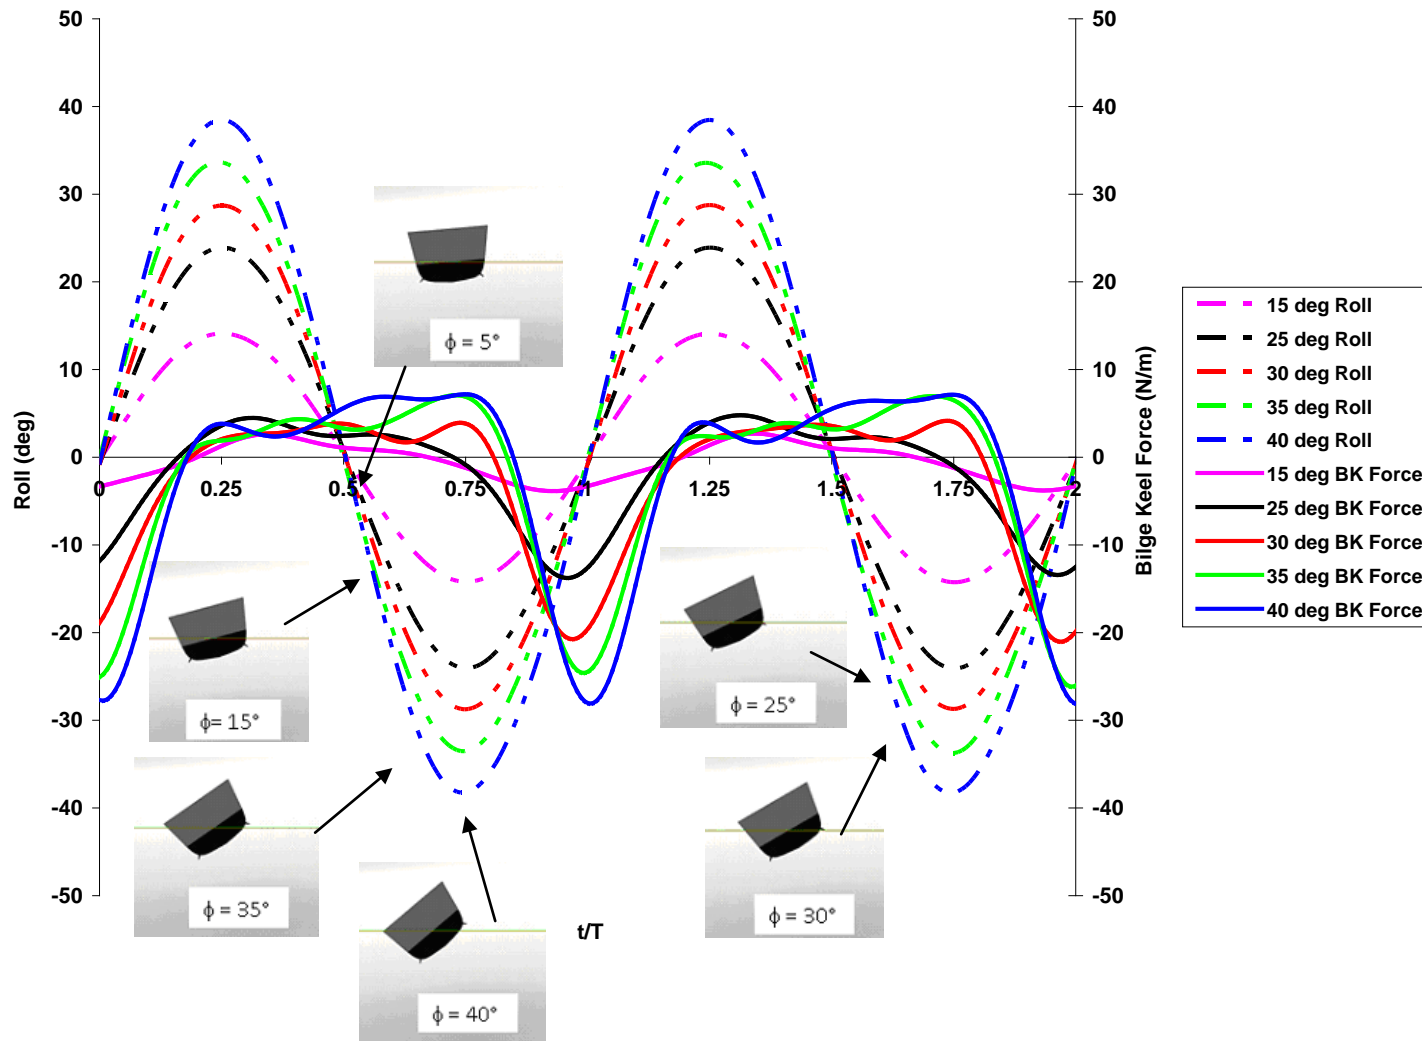 50
40
30
20
10
0
-10
-20
-30
-40
-50
Roll (deg)
0
0.25
0.5
0.75
1
1.25
1.5
1.75
2
t/T
50
40
30
20
10
0
-10
-20
-30
-40
-50
Bilge Keel Force (N/m)
ϕ = 5°
ϕ= 15°
ϕ = 25°
ϕ = 35°
ϕ = 30°
ϕ = 40°
15 deg Roll
25 deg Roll
30 deg Roll
35 deg Roll
40 deg Roll
15 deg BK Force
25 deg BK Force
30 deg BK Force
35 deg BK Force
40 deg BK Force